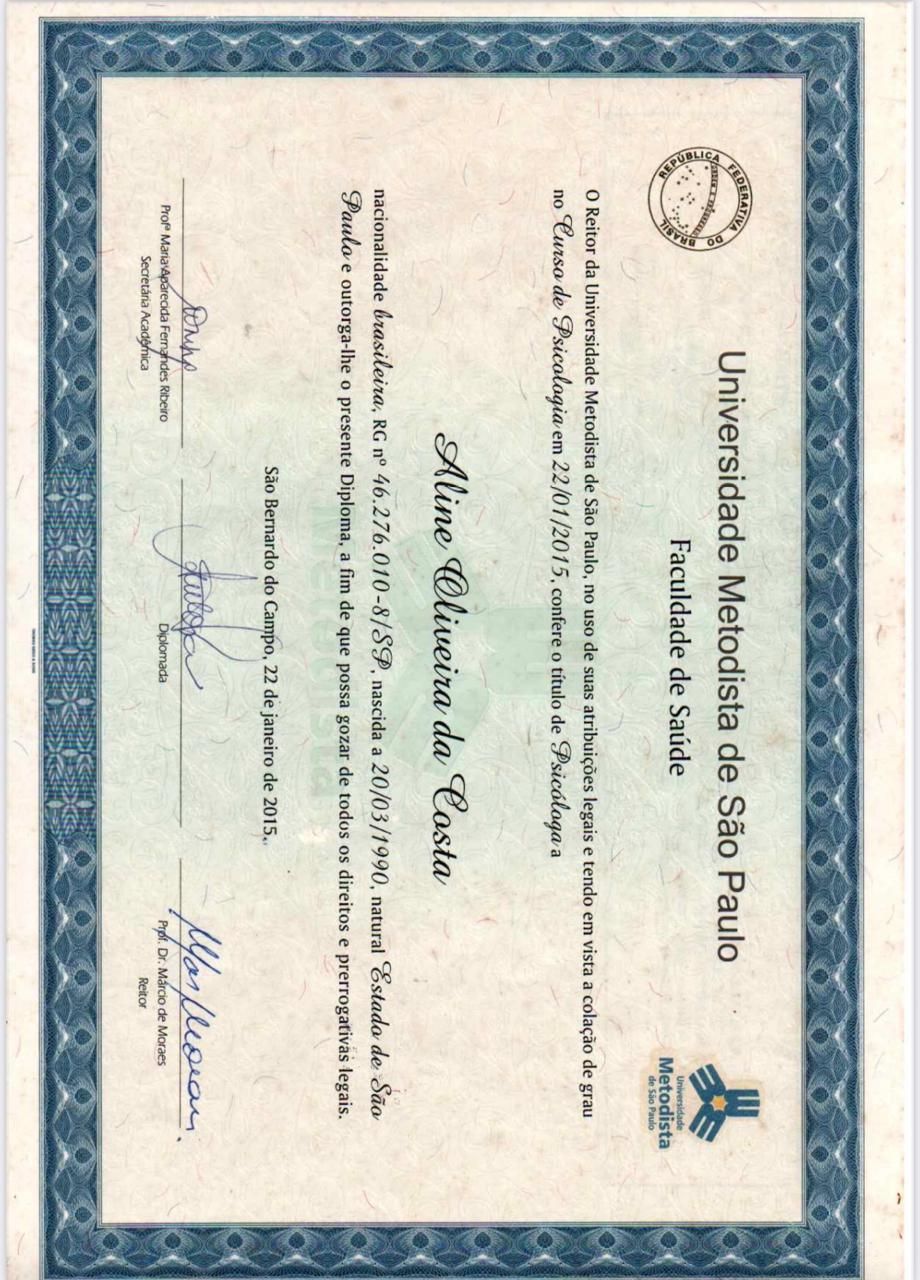 REPÚBLICA FEDERATIVA DO BRASIL
Universidade Metodista de São Paulo
Faculdade de Saúde
Universidade
Metodista
de São Paulo
O Reitor da Universidade Metodista de São Paulo, no uso de suas atribuições legais e tendo em vista a colação de grau
no Curso de Psicologia em 22/01/2015, confere o título de Psicóloga a
Aline Oliveira da Costa
nacionalidade brasileira, RG nº 46.276.010-8/SP, nascida a 20/03/1990, natural Estado de São
Paulo e outorga-lhe o presente Diploma, a fim de que possa gozar de todos os direitos e prerrogativas legais.
São Bernardo do Campo, 22 de janeiro de 2015.
Profª Maria Aparecida Fernandes Ribeiro
Secretária Acadêmica
Diplomada
Prof. Dr. Márcio de Moraes
Reitor